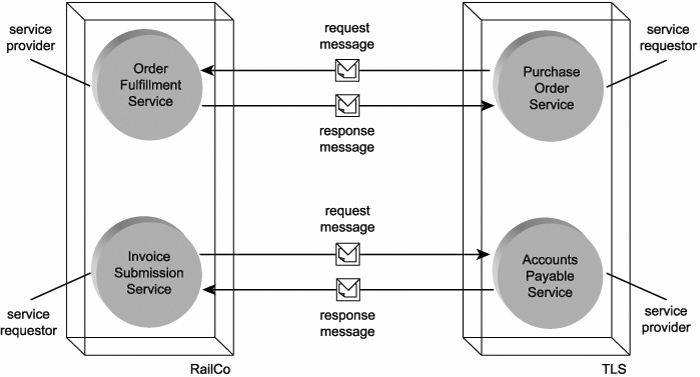 service
provider
Order
Fulfillment
Service
request
message
response
message
Purchase
Order
Service
service
requestor
Invoice
Submission
Service
service
requestor
request
message
response
message
Accounts
Payable
Service
service
provider
RailCo
TLS